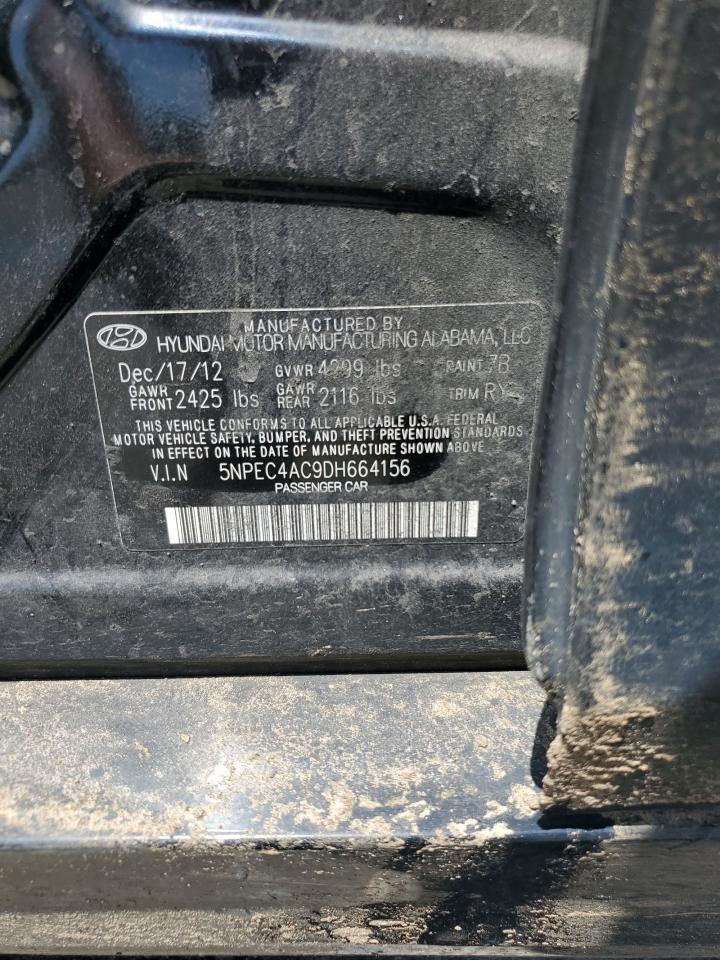 MANUFACTURED BY
HYUNDAI MOTOR MANUFACTURING ALABAMA, LLC
Dec/17/12 GVWR 4299 lbs PAINT 7B
GAWR FRONT 2425 lbs GAWR REAR 2116 lbs TRIM RY
THIS VEHICLE CONFORMS TO ALL APPLICABLE U.S.A. FEDERAL
MOTOR VEHICLE SAFETY, BUMPER, AND THEFT PREVENTION STANDARDS
IN EFFECT ON THE DATE OF MANUFACTURE SHOWN ABOVE
V.I.N 5NPEC4AC9DH664156
PASSENGER CAR